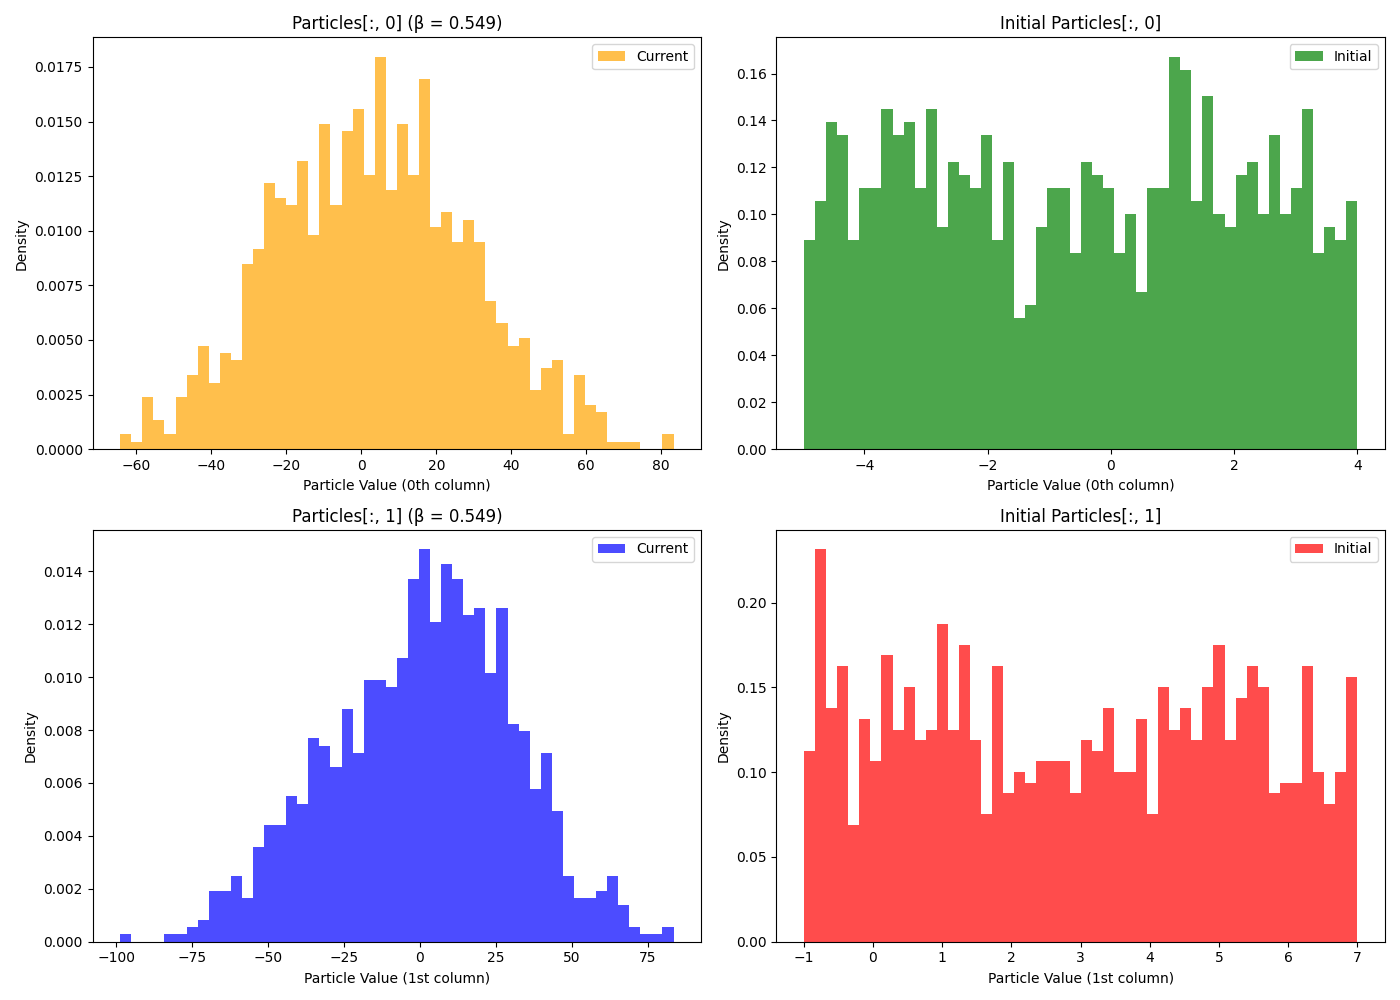 Particles[:, 0] (β = 0.549)
Current
Density
0.0175
0.0150
0.0125
0.0100
0.0075
0.0050
0.0025
0.0000
−60 −40 −20 0 20 40 60 80
Particle Value (0th column)
Initial Particles[:, 0]
Initial
Density
0.16
0.14
0.12
0.10
0.08
0.06
0.04
0.02
0.00
−4 −2 0 2 4
Particle Value (0th column)
Particles[:, 1] (β = 0.549)
Current
Density
0.014
0.012
0.010
0.008
0.006
0.004
0.002
0.000
−100 −75 −50 −25 0 25 50 75
Particle Value (1st column)
Initial Particles[:, 1]
Initial
Density
0.20
0.15
0.10
0.05
0.00
−1 0 1 2 3 4 5 6 7
Particle Value (1st column)